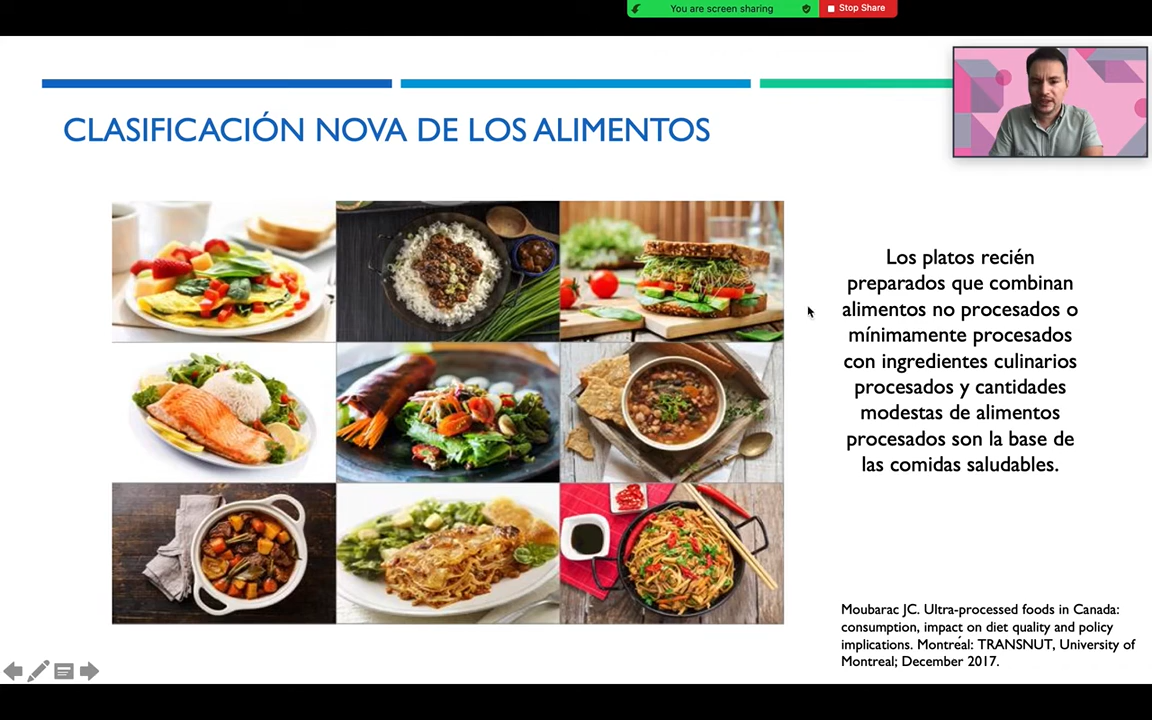 You are screen sharing
Stop Share
CLASIFICACIÓN NOVA DE LOS ALIMENTOS
Los platos recién
preparados que combinan
alimentos no procesados o
mínimamente procesados
con ingredientes culinarios
procesados y cantidades
modestas de alimentos
procesados son la base de
las comidas saludables.
Moubarac JC. Ultra-processed foods in Canada:
consumption, impact on diet quality and policy
implications. Montréal: TRANSNUT, University of
Montreal; December 2017.